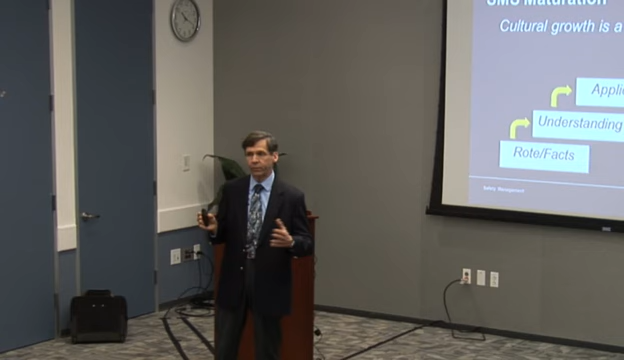 SMS Maturation
Cultural growth is a
Appli
Understanding
Rote/Facts
Safety Management